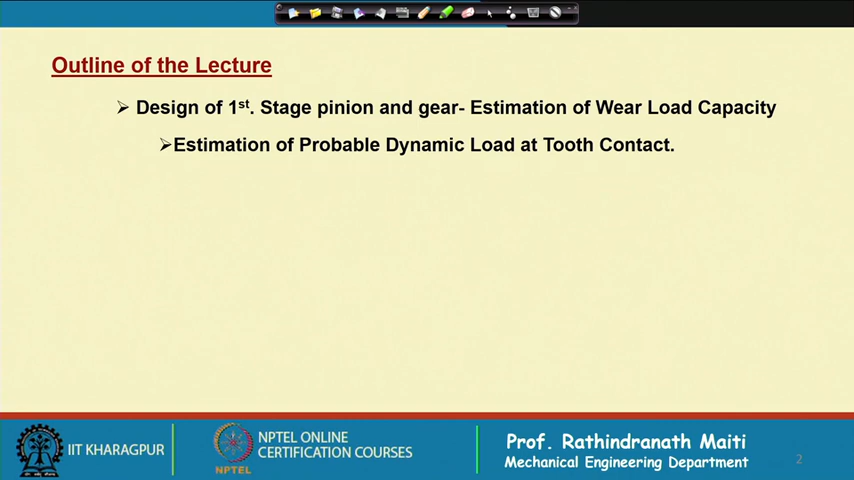 Outline of the Lecture
➢ Design of 1st. Stage pinion and gear- Estimation of Wear Load Capacity
➢Estimation of Probable Dynamic Load at Tooth Contact.
IIT KHARAGPUR
NPTEL
NPTEL ONLINE
CERTIFICATION COURSES
Prof. Rathindranath Maiti
Mechanical Engineering Department
2